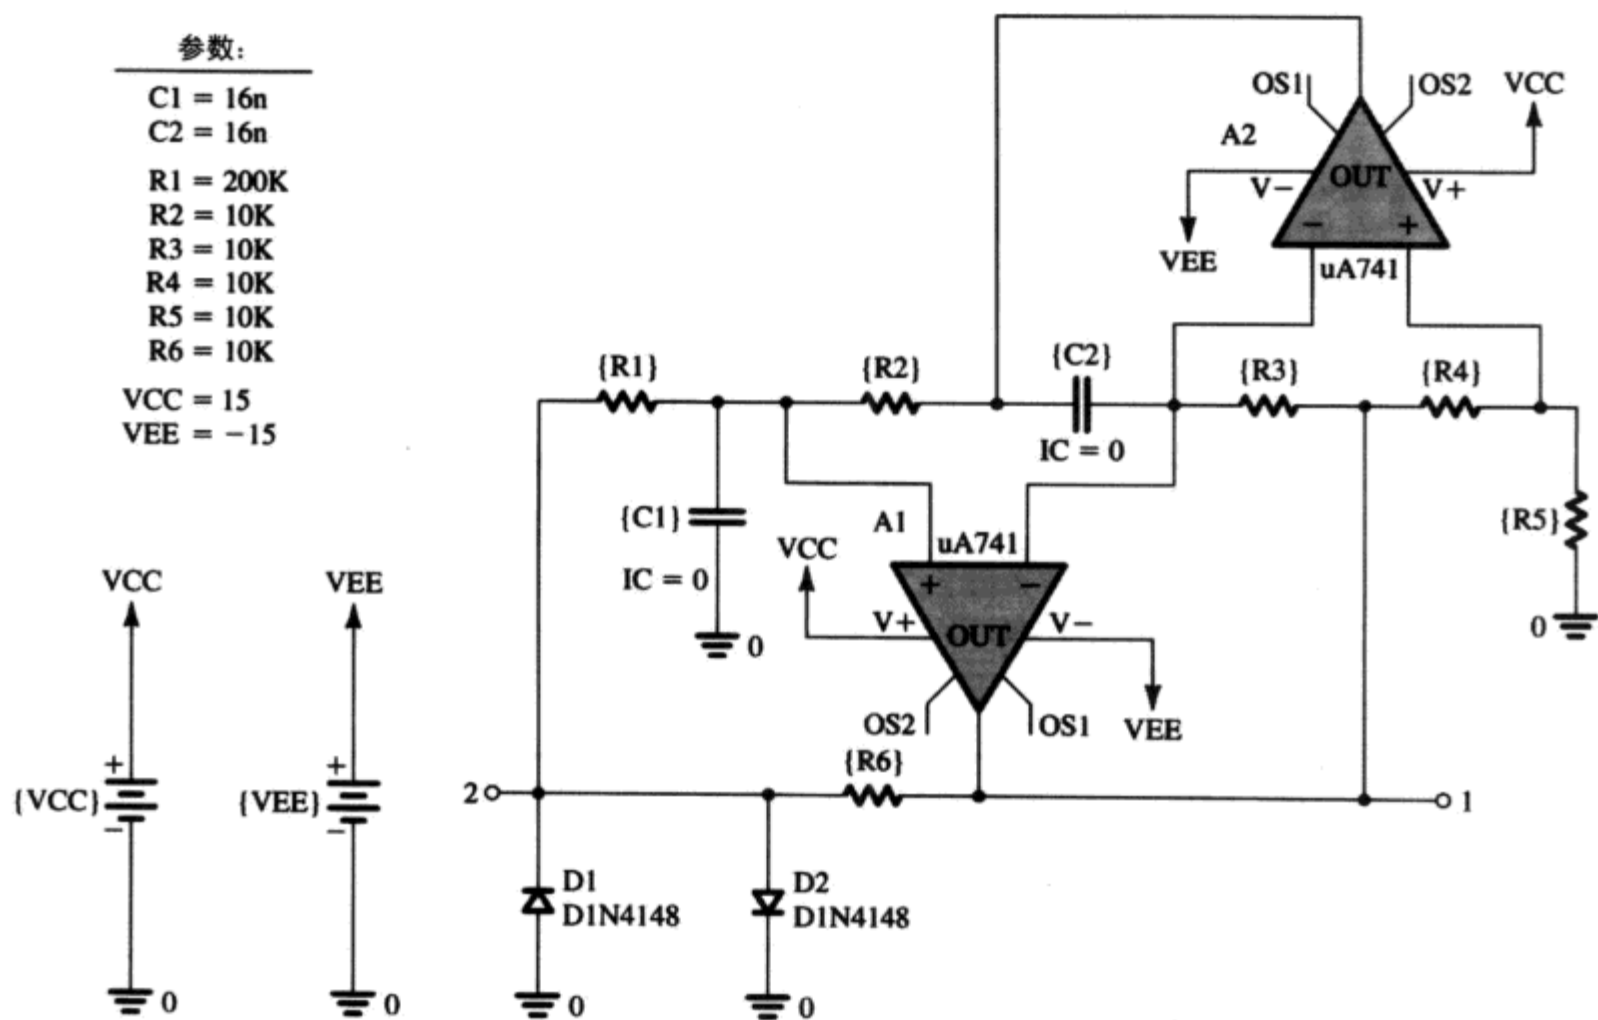 参数:
C1 = 16n
C2 = 16n
R1 = 200K
R2 = 10K
R3 = 10K
R4 = 10K
R5 = 10K
R6 = 10K
VCC = 15
VEE = −15
OS1
OS2
VCC
A2
OUT
V−
V+
− +
VEE
uA741
{R1}
{R2}
{C2}
{R3}
{R4}
IC = 0
{C1}
A1
uA741
{R5}
VCC
+ −
IC = 0
V+
OUT
V−
0
0
OS2
OS1
VEE
VCC
VEE
{R6}
+
+
{VCC}
{VEE}
−
−
2
1
D1
D1N4148
D2
D1N4148
0
0
0
0